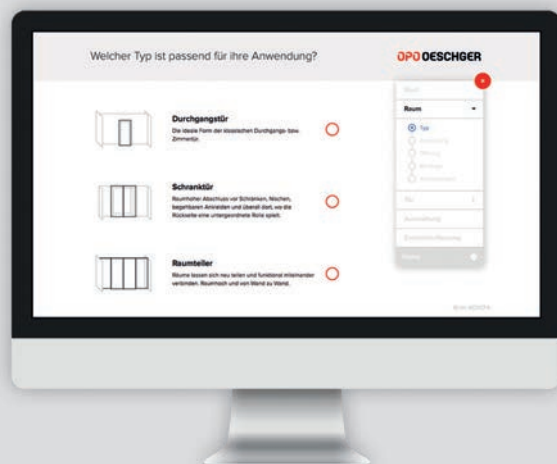 Welcher Typ ist passend für ihre Anwendung?
OPO OESCHGER
Durchgangstür
Die ideale Form der klassischen Durchgangs- bzw.
Zimmertür.
Schranktür
Raumhoher Abschluss vor Schränken, Nischen,
begehbaren Ankleiden und überall dort, wo die
Rückseite eine untergeordnete Rolle spielt.
Raumteiler
Räume lassen sich neu teilen und funktional miteinander
verbinden. Raumhoch und von Wand zu Wand.
Raum
Typ